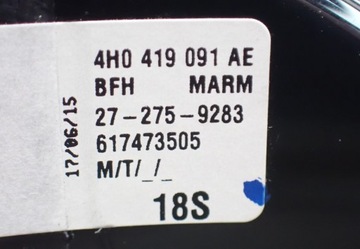 4H0 419 091 AE
BFH MARM
27-275-9283
617473505
M/T/_/_
18S
17/06/15